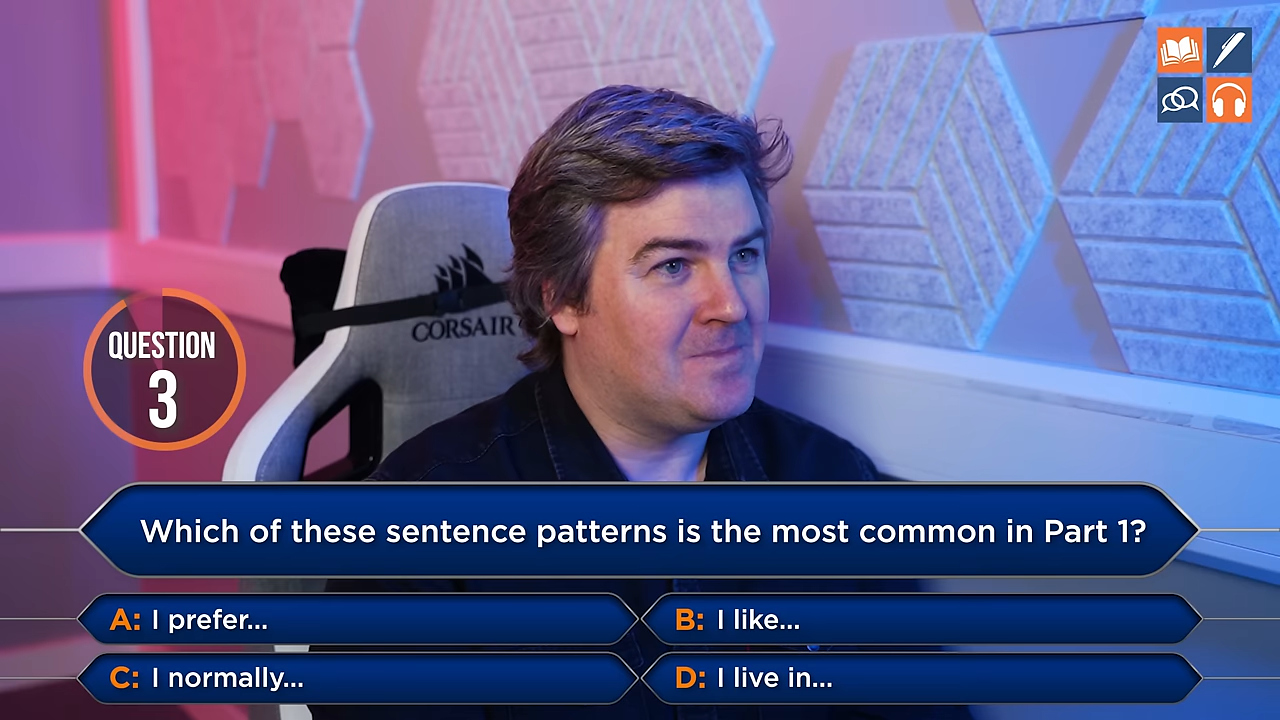 CORSAIR
QUESTION
3
Which of these sentence patterns is the most common in Part 1?
A: I prefer...
B: I like...
C: I normally...
D: I live in...